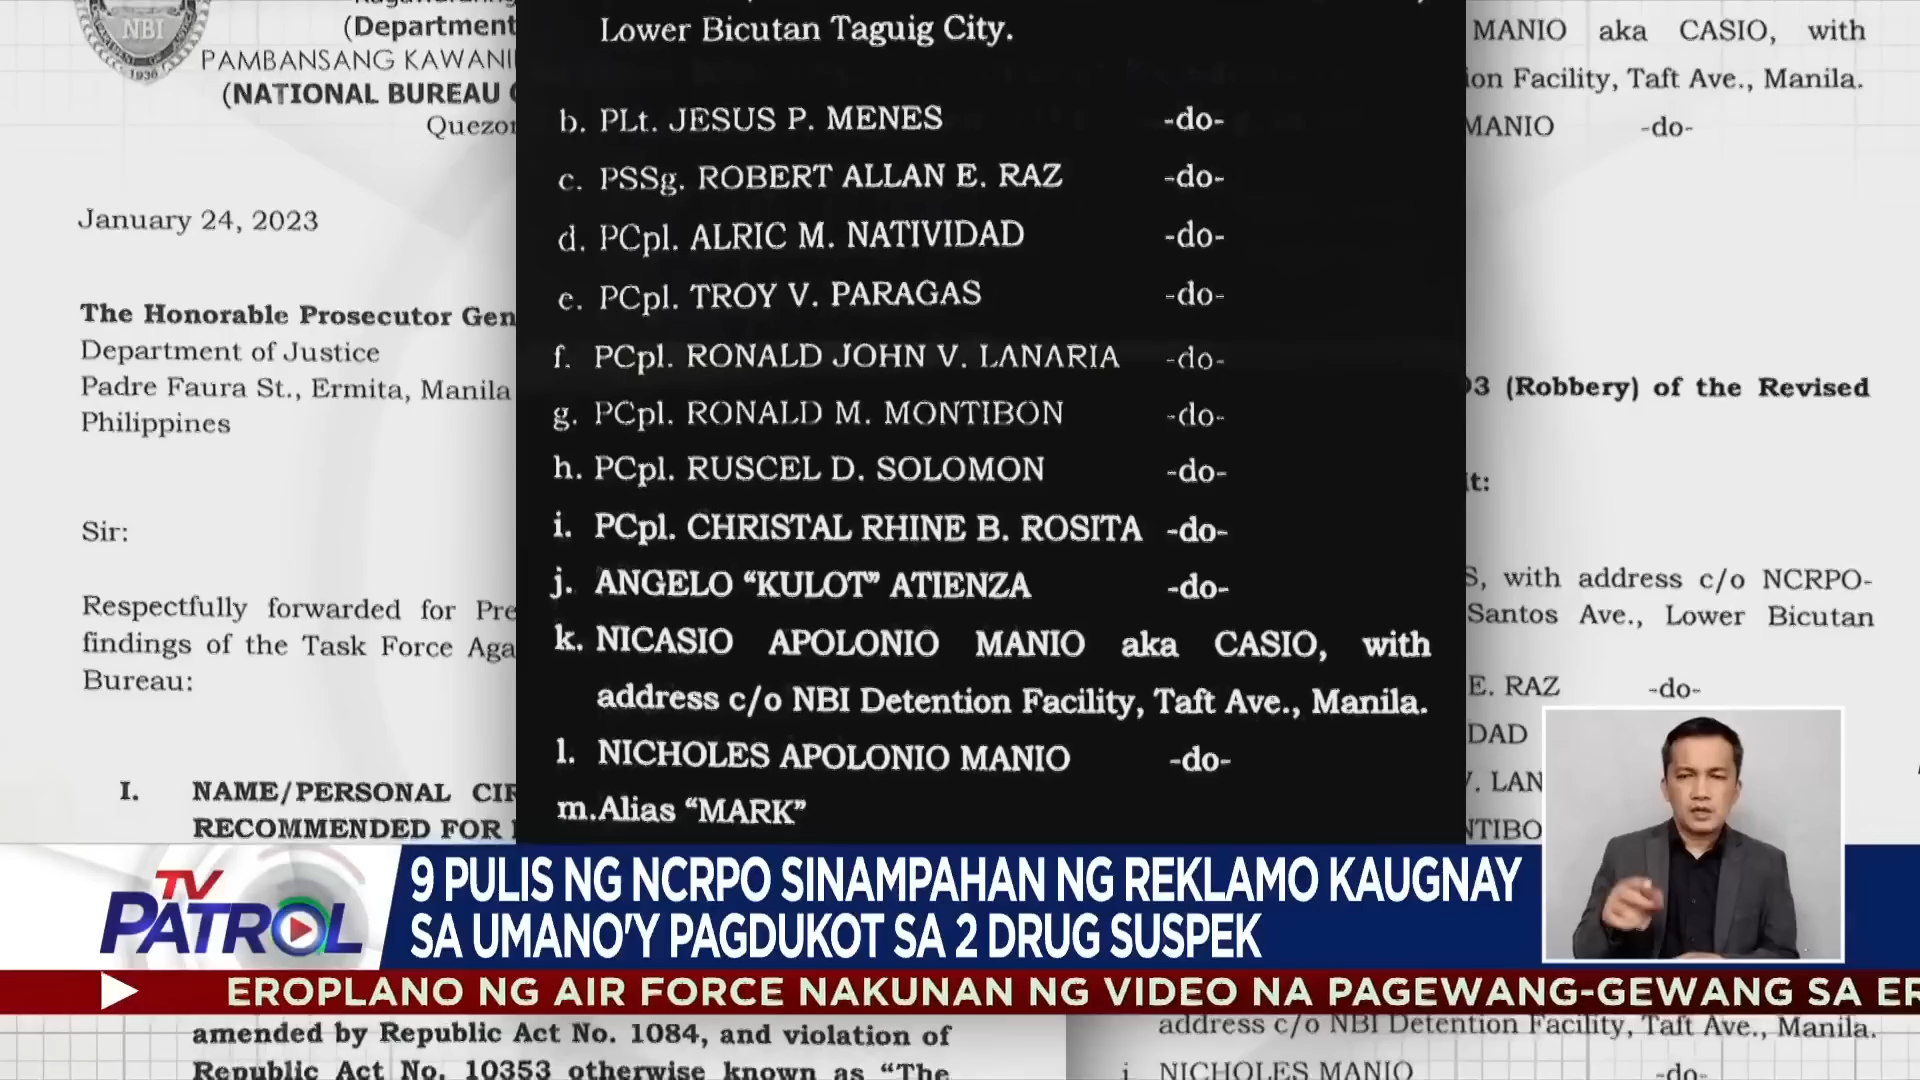 NBI
1936
(Department
PAMBANSANG KAWANI
(NATIONAL BUREAU
Quezon
January 24, 2023
The Honorable Prosecutor Gen
Department of Justice
Padre Faura St., Ermita, Manila
Philippines
Sir:
Respectfully forwarded for Pre
findings of the Task Force Aga
Bureau:
I. NAME/PERSONAL CIR
RECOMMENDED FOR
Lower Bicutan Taguig City.
b. PLt. JESUS P. MENES -do-
c. PSSg. ROBERT ALLAN E. RAZ -do-
d. PCpl. ALRIC M. NATIVIDAD -do-
e. PCpl. TROY V. PARAGAS -do-
f. PCpl. RONALD JOHN V. LANARIA -do-
g. PCpl. RONALD M. MONTIBON -do-
h. PCpl. RUSCEL D. SOLOMON -do-
i. PCpl. CHRISTAL RHINE B. ROSITA -do-
j. ANGELO “KULOT” ATIENZA -do-
k. NICASIO APOLONIO MANIO aka CASIO, with
address c/o NBI Detention Facility, Taft Ave., Manila.
l. NICHOLES APOLONIO MANIO -do-
m.Alias “MARK”
MANIO aka CASIO, with
ion Facility, Taft Ave., Manila.
MANIO -do-
03 (Robbery) of the Revised
it:
S, with address c/o NCRPO-
Santos Ave., Lower Bicutan
E. RAZ -do-
DAD
V. LAN
NTIBO
TV PATROL
9 PULIS NG NCRPO SINAMPAHAN NG REKLAMO KAUGNAY
SA UMANO'Y PAGDUKOT SA 2 DRUG SUSPEK
EROPLANO NG AIR FORCE NAKUNAN NG VIDEO NA PAGEWANG-GEWANG SA ER
amended by Republic Act No. 1084, and violation of
Republic Act No. 10353 otherwise known as “The
address c/o NBI Detention Facility, Taft Ave., Manila.
i. NICHOLES MANIO -do-